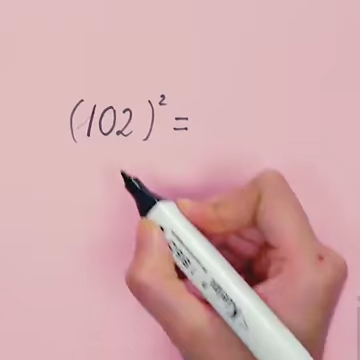 (102)² =